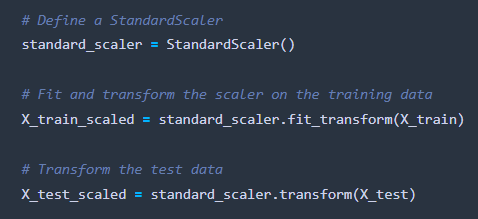 # Define a StandardScaler
standard_scaler = StandardScaler()
# Fit and transform the scaler on the training data
X_train_scaled = standard_scaler.fit_transform(X_train)
# Transform the test data
X_test_scaled = standard_scaler.transform(X_test)